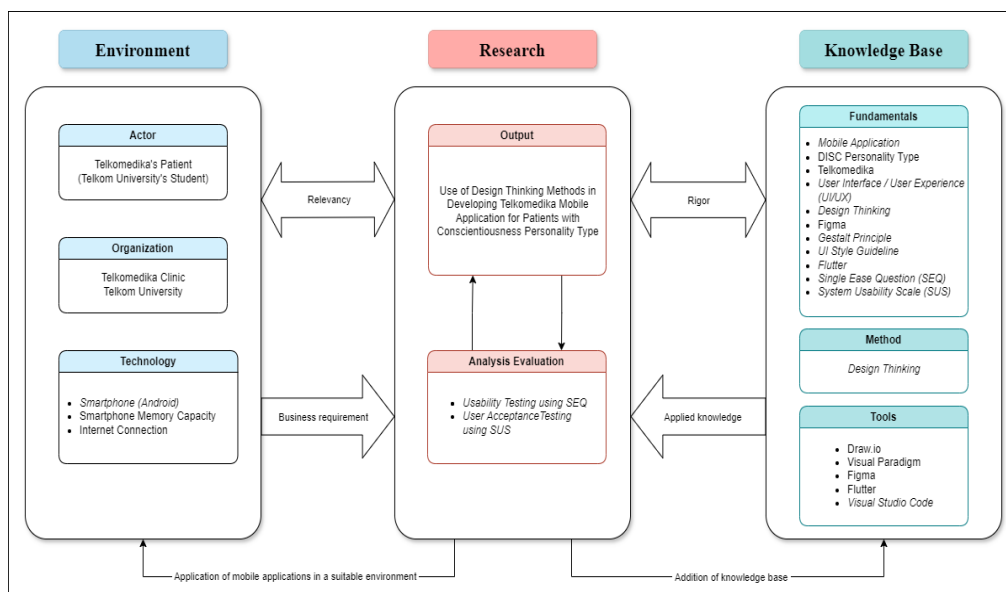 Environment
Research
Knowledge Base
Actor
Telkomedika's Patient
(Telkom University's Student)
Organization
Telkomedika Clinic
Telkom University
Technology
Smartphone (Android)
Smartphone Memory Capacity
Internet Connection
Relevancy
Business requirement
Output
Use of Design Thinking Methods in
Developing Telkomedika Mobile
Application for Patients with
Conscientiousness Personality Type
Analysis Evaluation
Usability Testing using SEQ
User AcceptanceTesting
using SUS
Rigor
Applied knowledge
Fundamentals
Mobile Application
DISC Personality Type
Telkomedika
User Interface / User Experience
(UI/UX)
Design Thinking
Figma
Gestalt Principle
UI Style Guideline
Flutter
Single Ease Question (SEQ)
System Usability Scale (SUS)
Method
Design Thinking
Tools
Draw.io
Visual Paradigm
Figma
Flutter
Visual Studio Code
Application of mobile applications in a suitable environment
Addition of knowledge base